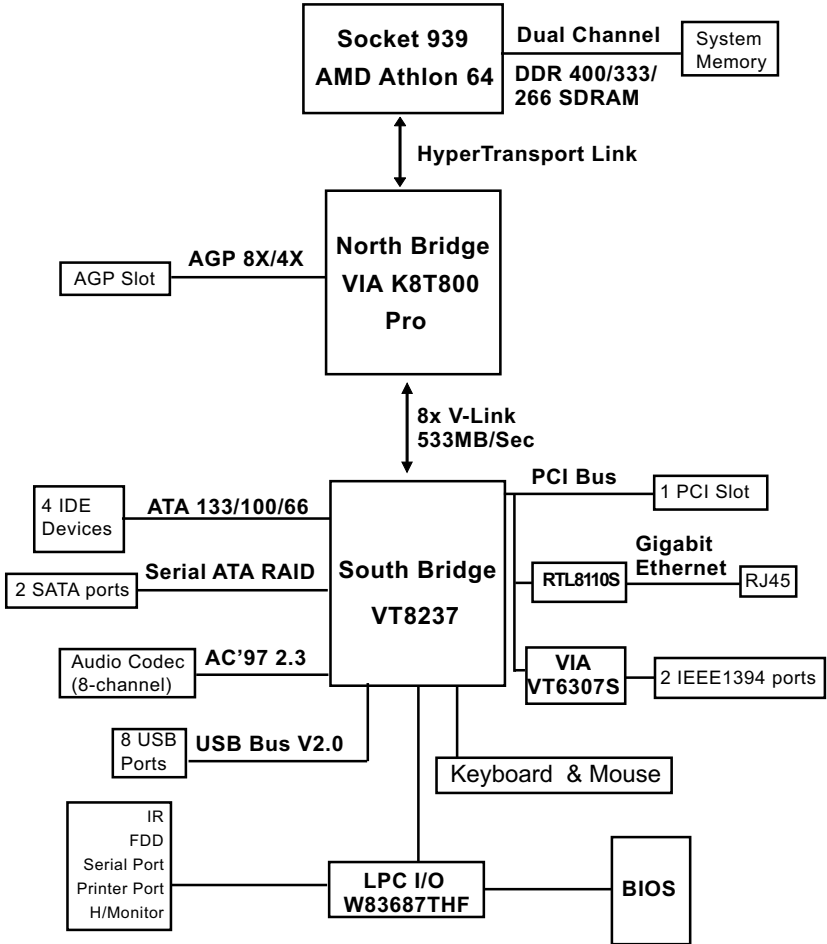 Socket 939
AMD Athlon 64
Dual Channel
DDR 400/333/
266 SDRAM
System
Memory
HyperTransport Link
North Bridge
VIA K8T800
Pro
AGP 8X/4X
AGP Slot
8x V-Link
533MB/Sec
South Bridge
VT8237
4 IDE
Devices
ATA 133/100/66
2 SATA ports
Serial ATA RAID
Audio Codec
(8-channel)
AC’97 2.3
8 USB
Ports
USB Bus V2.0
PCI Bus
1 PCI Slot
RTL8110S
Gigabit
Ethernet
RJ45
VIA
VT6307S
2 IEEE1394 ports
Keyboard & Mouse
IR
FDD
Serial Port
Printer Port
H/Monitor
LPC I/O
W83687THF
BIOS